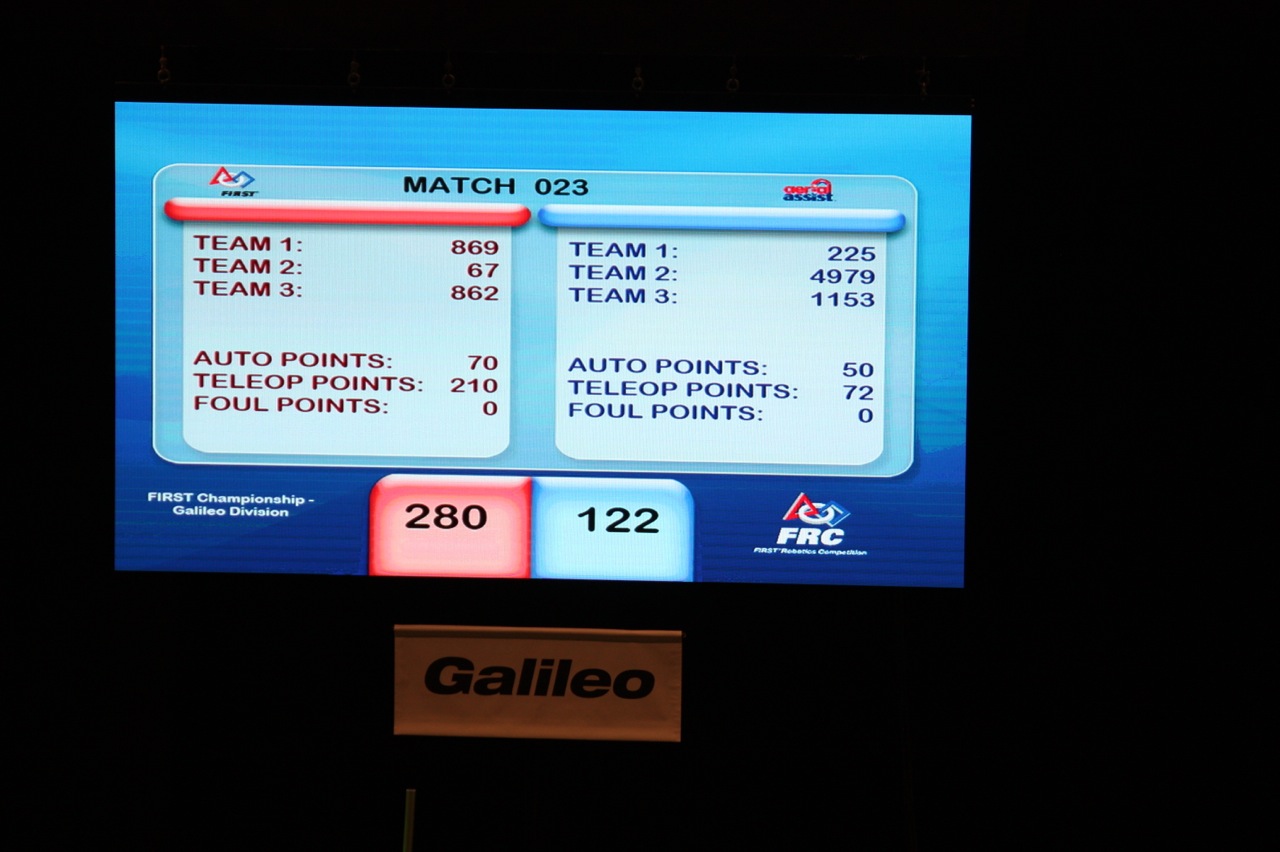 FIRST
MATCH 023
aerial
assist
TEAM 1: 869
TEAM 2: 67
TEAM 3: 862
AUTO POINTS: 70
TELEOP POINTS: 210
FOUL POINTS: 0
TEAM 1: 225
TEAM 2: 4979
TEAM 3: 1153
AUTO POINTS: 50
TELEOP POINTS: 72
FOUL POINTS: 0
FIRST Championship -
Galileo Division
280
122
FRC
FIRST Robotics Competition
Galileo